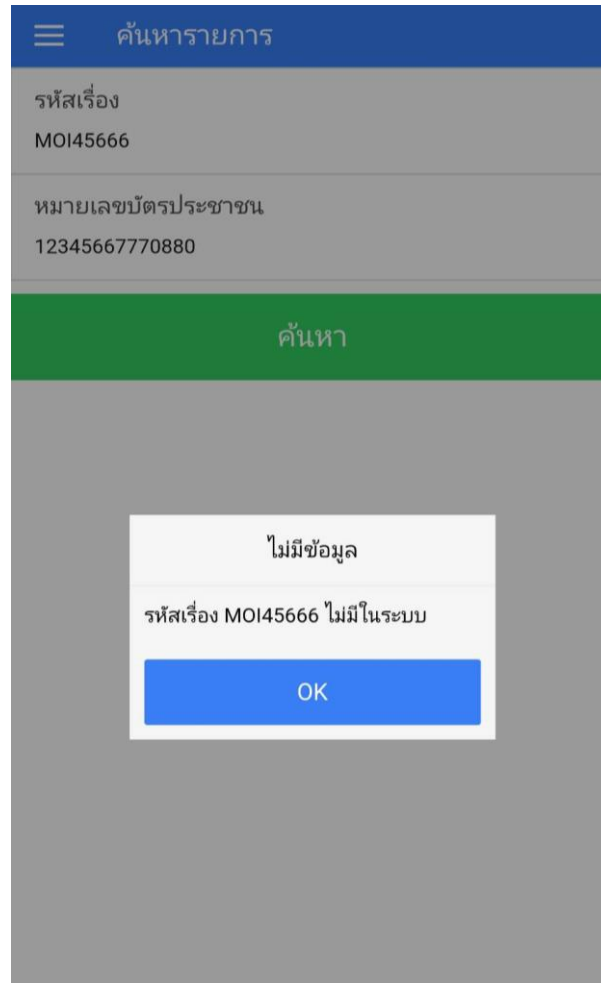 ค้นหารายการ
รหัสเรื่อง
MOI45666
หมายเลขบัตรประชาชน
12345667770880
ค้นหา
ไม่มีข้อมูล
รหัสเรื่อง MOI45666 ไม่มีในระบบ
OK